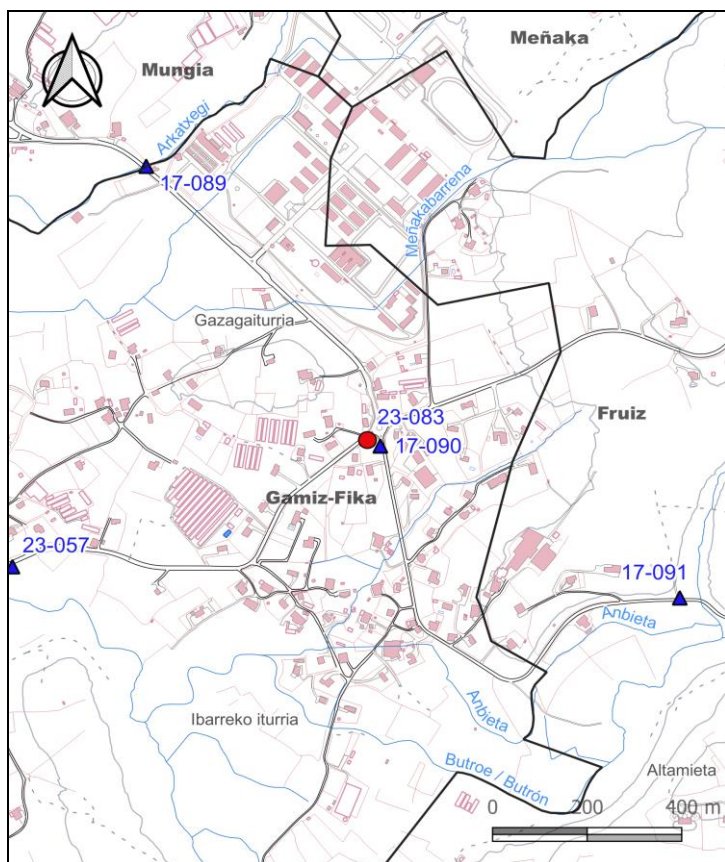 Meñaka
Mungia
Arkatxegi
17-089
Meñakabarrena
Gazagaiturria
23-083
Fruiz
17-090
Gamiz-Fika
23-057
17-091
Anbieta
Anbieta
Ibarreko iturria
Butroe / Butrón
Altamieta
0 200 400 m